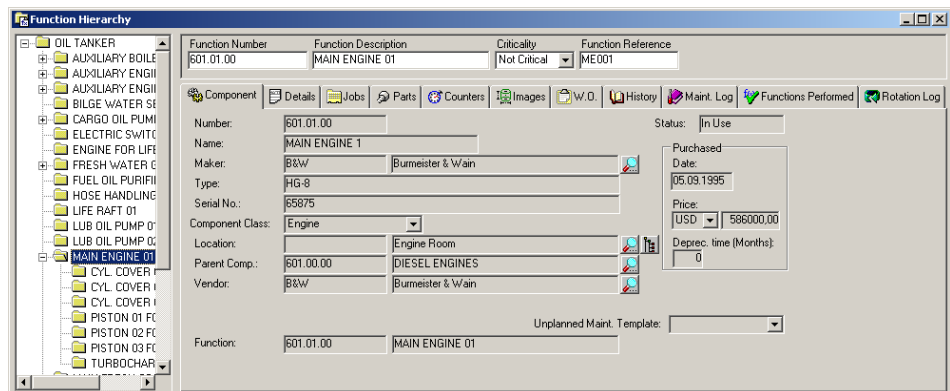 Function Hierarchy
OIL TANKER
AUXILIARY BOILE
AUXILIARY ENGII
AUXILIARY ENGII
BILGE WATER SE
CARGO OIL PUMI
ELECTRIC SWITC
ENGINE FOR LIFE
FRESH WATER G
FUEL OIL PURIFII
HOSE HANDLING
LIFE RAFT 01
LUB OIL PUMP 01
LUB OIL PUMP 02
MAIN ENGINE 01
CYL. COVER
CYL. COVER
CYL. COVER
PISTON 01 FO
PISTON 02 FO
PISTON 03 FO
TURBOCHAR
Function Number Function Description Criticality Function Reference
601.01.00 MAIN ENGINE 01 Not Critical ME001
Component Details Jobs Parts Counters Images W.O. History Maint. Log Functions Performed Rotation Log
Number: 601.01.00 Status: In Use
Name: MAIN ENGINE 1
Maker: B&W Burmeister & Wain
Type: HG-8
Serial No.: 65875
Component Class: Engine
Location: Engine Room
Parent Comp.: 601.00.00 DIESEL ENGINES
Vendor: B&W Burmeister & Wain
Purchased
Date:
05.09.1995
Price:
USD 586000,00
Deprec. time (Months):
0
Unplanned Maint. Template:
Function: 601.01.00 MAIN ENGINE 01